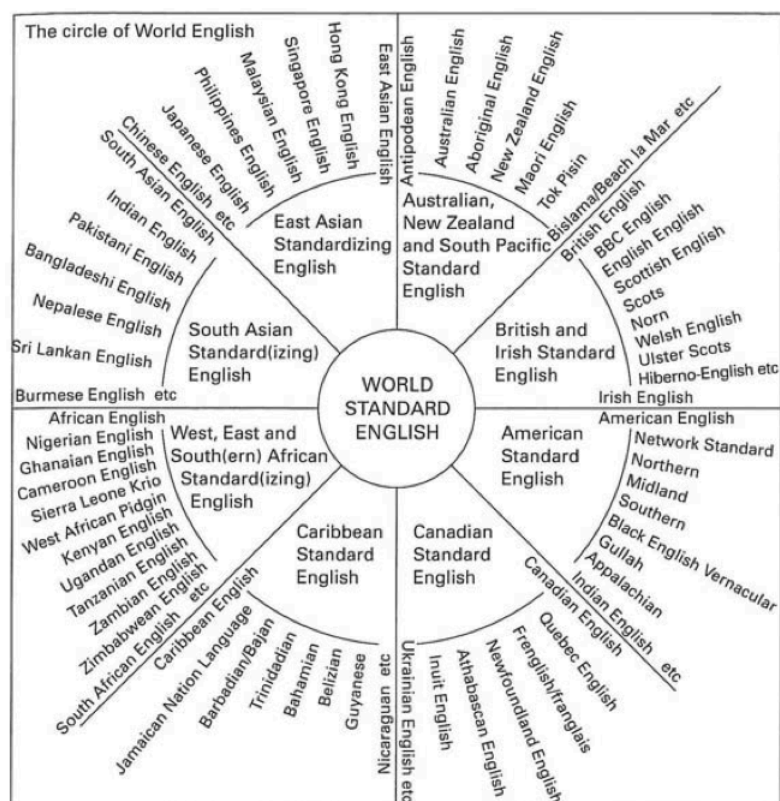 The circle of World English
WORLD
STANDARD
ENGLISH
East Asian
Standardizing
English
East Asian English
Hong Kong English
Singapore English
Malaysian English
Philippines English
Japanese English
Chinese English etc
Australian,
New Zealand
and South Pacific
Standard
English
Antipodean English
Australian English
Aboriginal English
New Zealand English
Maori English
Tok Pisin
Bislama/Beach la Mar etc
British and
Irish Standard
English
British English
BBC English
English English
Scottish English
Scots
Norn
Welsh English
Ulster Scots
Hiberno-English etc
Irish English
American
Standard
English
American English
Network Standard
Northern
Midland
Southern
Black English Vernacular
Gullah
Appalachian
Indian English etc
Canadian
Standard
English
Canadian English
Quebec English
Frenglish/franglais
Newfoundland English
Athabascan English
Inuit English
Ukrainian English etc
Caribbean
Standard
English
Caribbean English
Jamaican Nation Language
Barbadian/Bajan
Trinidadian
Bahamian
Belizian
Guyanese
Nicaraguan etc
West, East and
South(ern) African
Standard(izing)
English
African English
Nigerian English
Ghanaian English
Cameroon English
Sierra Leone Krio
West African Pidgin
Kenyan English
Ugandan English
Tanzanian English
Zambian English
Zimbabwean English
South African English etc
South Asian
Standard(izing)
English
South Asian English
Indian English
Pakistani English
Bangladeshi English
Nepalese English
Sri Lankan English
Burmese English etc